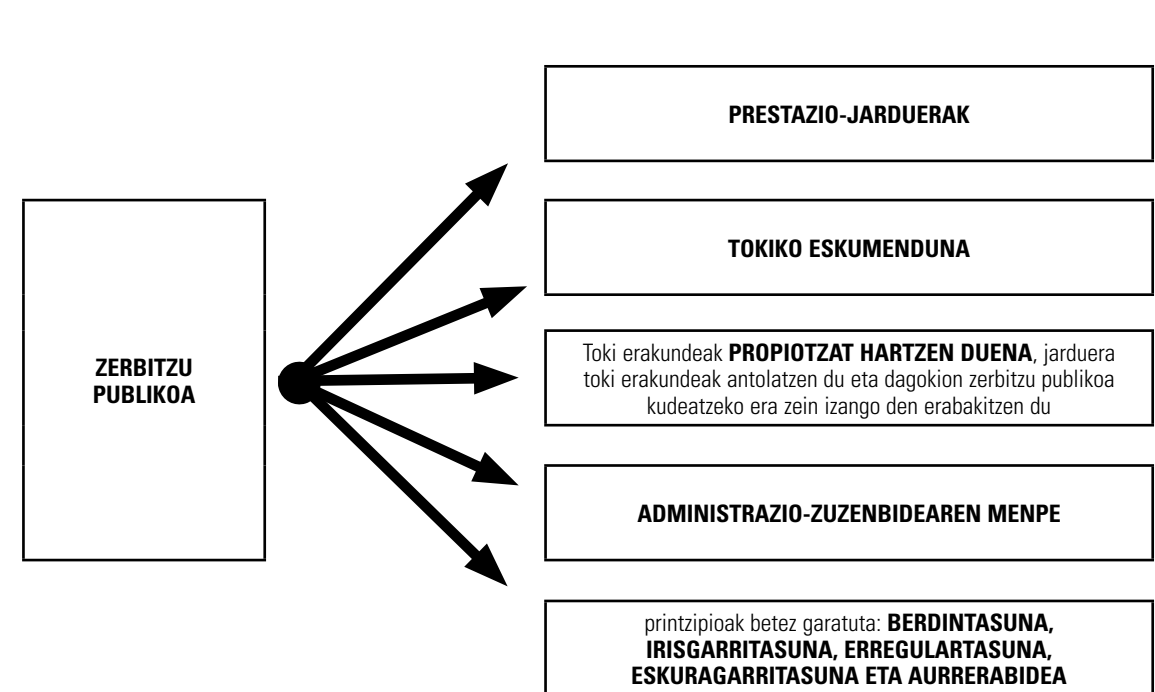 PRESTAZIO-JARDUERAK
TOKIKO ESKUMENDUNA
ZERBITZU
PUBLIKOA
Toki erakundeak PROPIOTZAT HARTZEN DUENA, jarduera
toki erakundeak antolatzen du eta dagokion zerbitzu publikoa
kudeatzeko era zein izango den erabakitzen du
ADMINISTRAZIO-ZUZENBIDEAREN MENPE
printzipioak betez garatuta: BERDINTASUNA,
IRISGARRITASUNA, ERREGULARTASUNA,
ESKURAGARRITASUNA ETA AURRERABIDEA